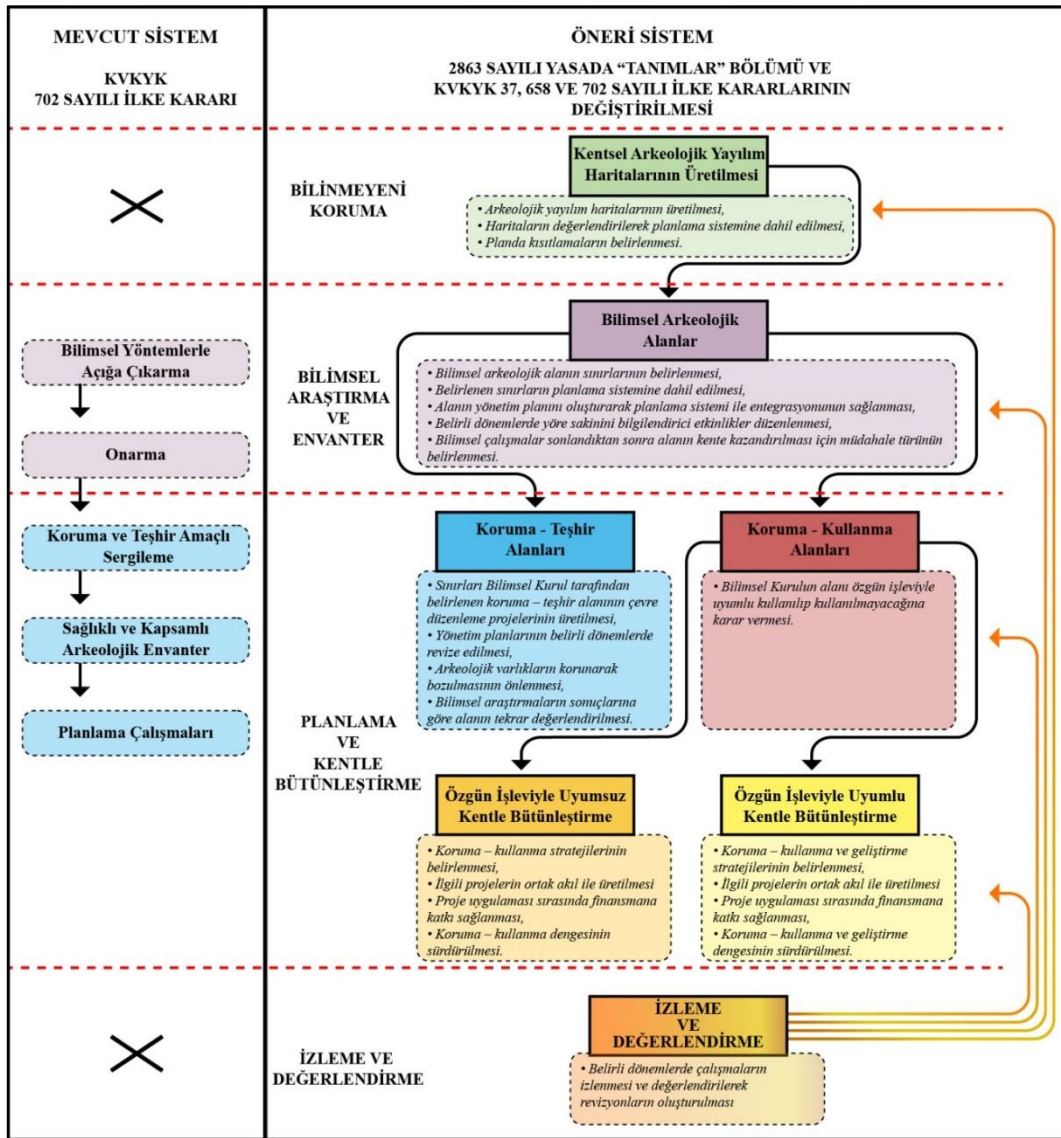 MEVCUT SİSTEM
KVKYK
702 SAYILI İLKE KARARI
ÖNERİ SİSTEM
2863 SAYILI YASADA “TANIMLAR” BÖLÜMÜ VE
KVKYK 37, 658 VE 702 SAYILI İLKE KARARLARININ
DEĞİŞTİRİLMESİ
BİLİNMEYENİ
KORUMA
Kentsel Arkeolojik Yayılım
Haritalarının Üretilmesi
• Arkeolojik yayılım haritalarının üretilmesi,
• Haritaların değerlendirilerek planlama sistemine dahil edilmesi,
• Planda kısıtlamaların belirlenmesi.
Bilimsel Yöntemlerle
Açığa Çıkarma
Onarma
BİLİMSEL
ARAŞTIRMA
VE
ENVANTER
Bilimsel Arkeolojik
Alanlar
• Bilimsel arkeolojik alanın sınırlarının belirlenmesi,
• Belirlenen sınırların planlama sistemine dahil edilmesi,
• Alanın yönetim planını oluşturarak planlama sistemi ile entegrasyonunun sağlanması,
• Belirli dönemlerde yöre sakinini bilgilendirici etkinlikler düzenlenmesi,
• Bilimsel çalışmalar sonlandıktan sonra alanın kente kazandırılması için müdahale türünün
belirlenmesi.
Koruma ve Teşhir Amaçlı
Sergileme
Sağlıklı ve Kapsamlı
Arkeolojik Envanter
Planlama Çalışmaları
PLANLAMA
VE
KENTLE
BÜTÜNLEŞTİRME
Koruma - Teşhir
Alanları
• Sınırları Bilimsel Kurul tarafından
belirlenen koruma – teşhir alanının çevre
düzenleme projelerinin üretilmesi,
• Yönetim planlarının belirli dönemlerde
revize edilmesi,
• Arkeolojik varlıkların korunarak
bozulmasının önlenmesi,
• Bilimsel araştırmaların sonuçlarına
göre alanın tekrar değerlendirilmesi.
Koruma - Kullanma
Alanları
• Bilimsel Kurulun alanı özgün işleviyle
uyumlu kullanılıp kullanılmayacağına
karar vermesi.
Özgün İşleviyle Uyumsuz
Kentle Bütünleştirme
• Koruma – kullanma stratejilerinin
belirlenmesi,
• İlgili projelerin ortak akıl ile üretilmesi
• Proje uygulaması sırasında finansmana
katkı sağlanması,
• Koruma – kullanma dengesinin
sürdürülmesi.
Özgün İşleviyle Uyumlu
Kentle Bütünleştirme
• Koruma – kullanma ve geliştirme
stratejilerinin belirlenmesi,
• İlgili projelerin ortak akıl ile üretilmesi
• Proje uygulaması sırasında finansmana
katkı sağlanması,
• Koruma – kullanma ve geliştirme
dengesinin sürdürülmesi.
İZLEME VE
DEĞERLENDİRME
İZLEME
VE
DEĞERLENDİRME
• Belirli dönemlerde çalışmaların
izlenmesi ve değerlendirilerek
revizyonların oluşturulması